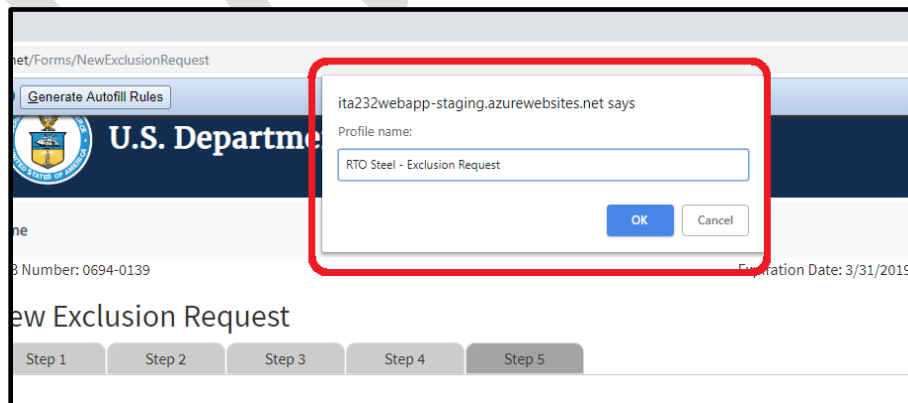 net/Forms/NewExclusionRequest
Generate Autofill Rules
U.S. Departme
ita232webapp-staging.azurewebsites.net says
Profile name:
RTO Steel - Exclusion Request
OK Cancel
me
B Number: 0694-0139 Expiration Date: 3/31/2019
ew Exclusion Request
Step 1 Step 2 Step 3 Step 4 Step 5